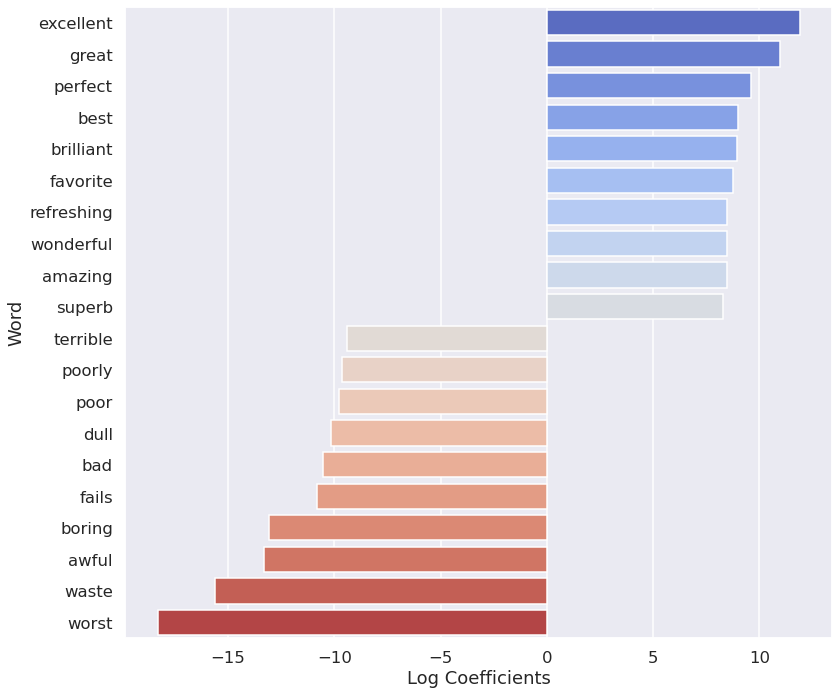 excellent
great
perfect
best
brilliant
favorite
refreshing
wonderful
amazing
superb
terrible
poorly
poor
dull
bad
fails
boring
awful
waste
worst
Word
−15 −10 −5 0 5 10
Log Coefficients